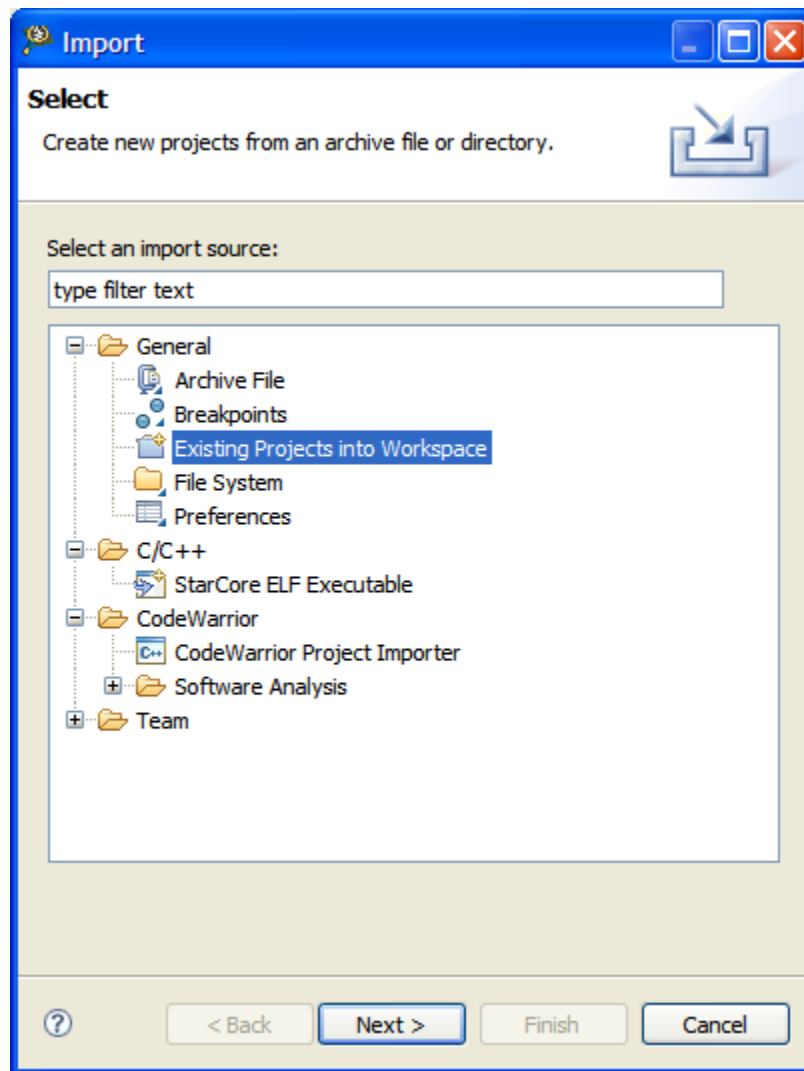 Import
Select
Create new projects from an archive file or directory.
Select an import source:
type filter text
General
Archive File
Breakpoints
Existing Projects into Workspace
File System
Preferences
C/C++
StarCore ELF Executable
CodeWarrior
C++
CodeWarrior Project Importer
Software Analysis
Team
?
< Back
Next >
Finish
Cancel